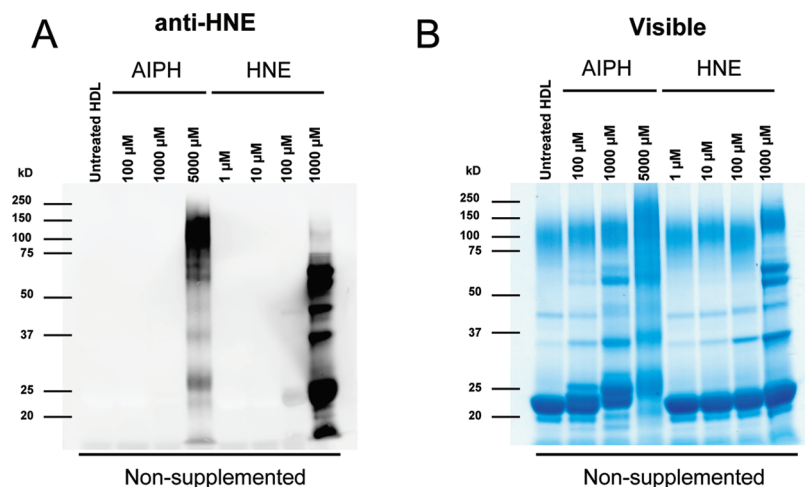 A
anti-HNE
AIPH
HNE
kD
Untreated HDL
100 µM
1000 µM
5000 µM
1 µM
10 µM
100 µM
1000 µM
250
150
100
75
50
37
25
20
Non-supplemented
B
Visible
AIPH
HNE
kD
Untreated HDL
100 µM
1000 µM
5000 µM
1 µM
10 µM
100 µM
1000 µM
250
150
100
75
50
37
25
20
Non-supplemented